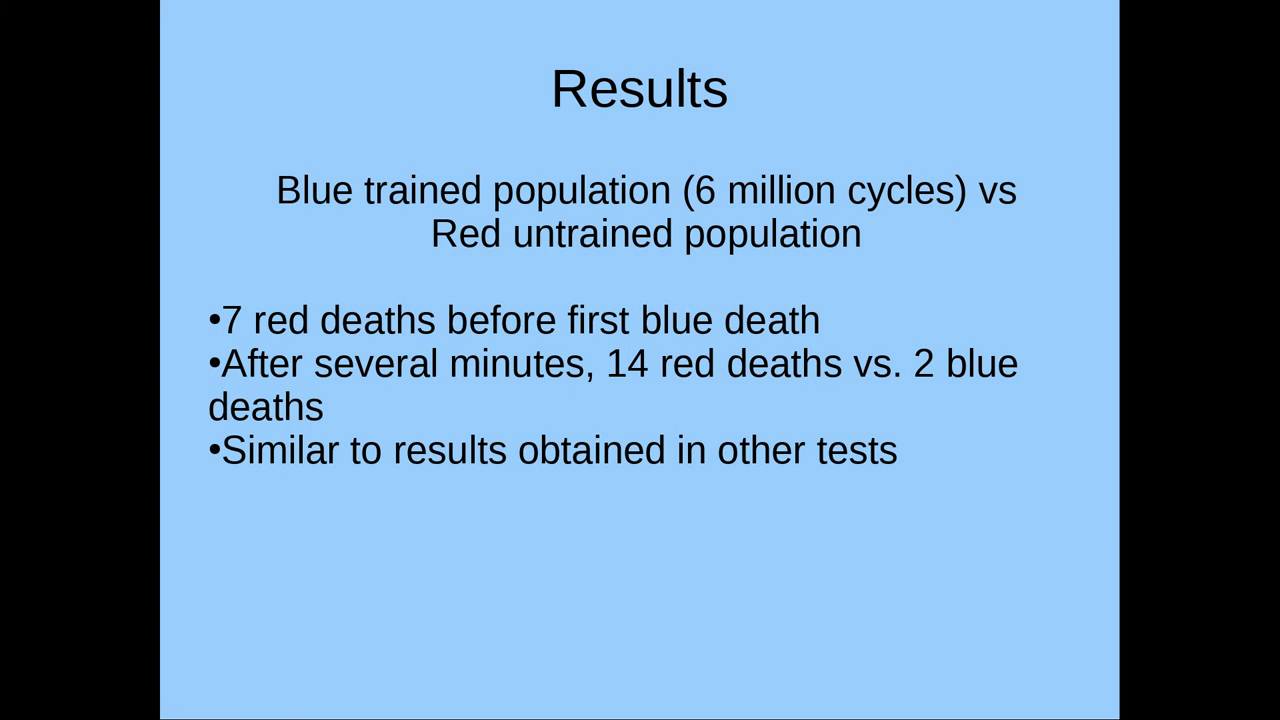 Results
Blue trained population (6 million cycles) vs
Red untrained population
•7 red deaths before first blue death
•After several minutes, 14 red deaths vs. 2 blue
deaths
•Similar to results obtained in other tests